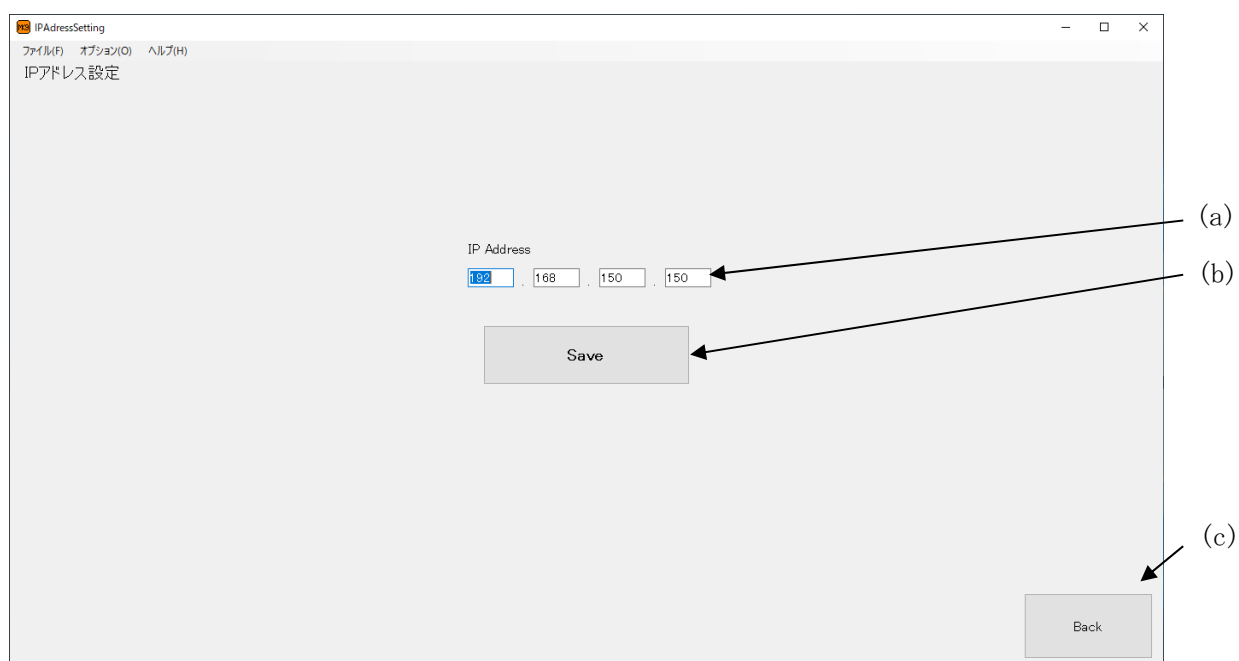 IPAdressSetting
ファイル(F) オプション(O) ヘルプ(H)
IPアドレス設定
(a)
IP Address
192 . 168 . 150 . 150
(b)
Save
(c)
Back